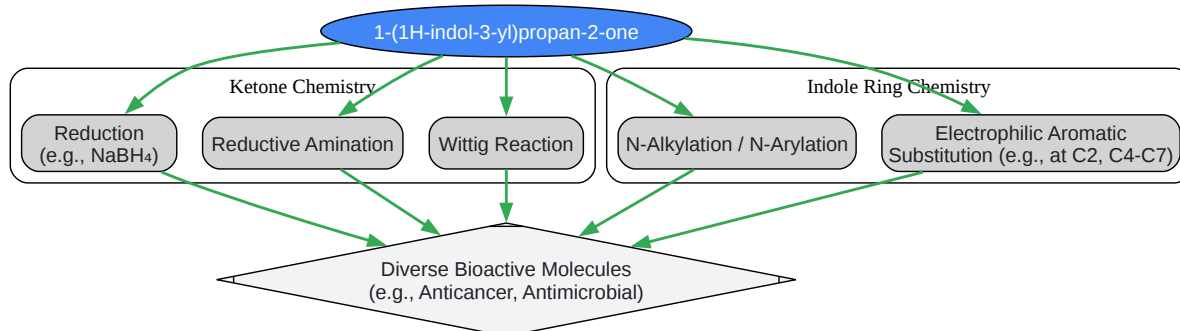 1-(1H-indol-3-yl)propan-2-one
Ketone Chemistry
Indole Ring Chemistry
Reduction
(e.g., NaBH₄)
Reductive Amination
Wittig Reaction
N-Alkylation / N-Arylation
Electrophilic Aromatic
Substitution (e.g., at C2, C4-C7)
Diverse Bioactive Molecules
(e.g., Anticancer, Antimicrobial)